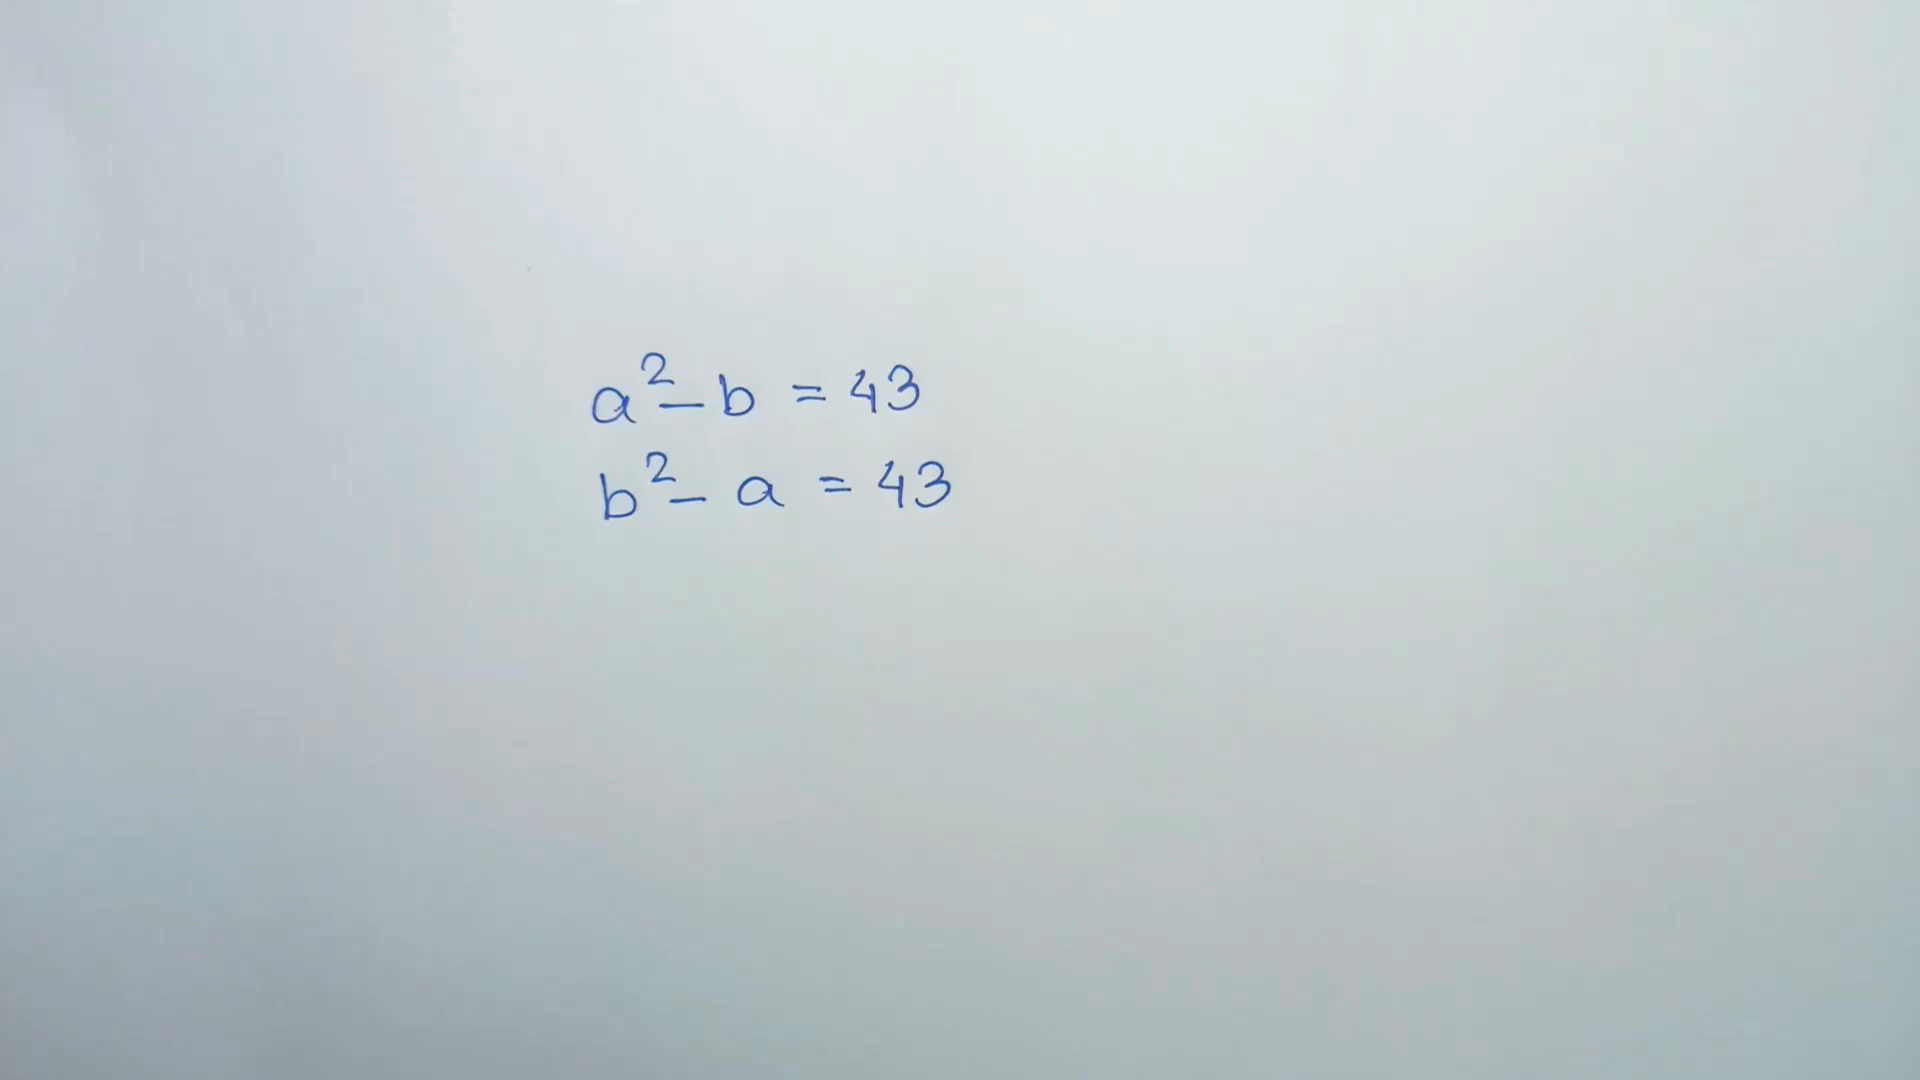 a² - b = 43
b² - a = 43